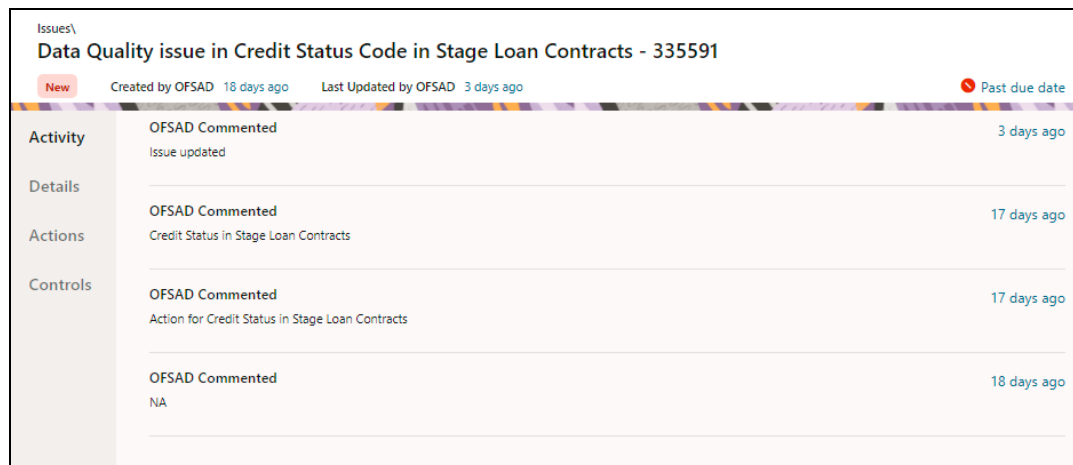 Issues\
Data Quality issue in Credit Status Code in Stage Loan Contracts - 335591
New Created by OFSAD 18 days ago Last Updated by OFSAD 3 days ago Past due date
Activity
Details
Actions
Controls
OFSAD Commented 3 days ago
Issue updated
OFSAD Commented 17 days ago
Credit Status in Stage Loan Contracts
OFSAD Commented 17 days ago
Action for Credit Status in Stage Loan Contracts
OFSAD Commented 18 days ago
NA